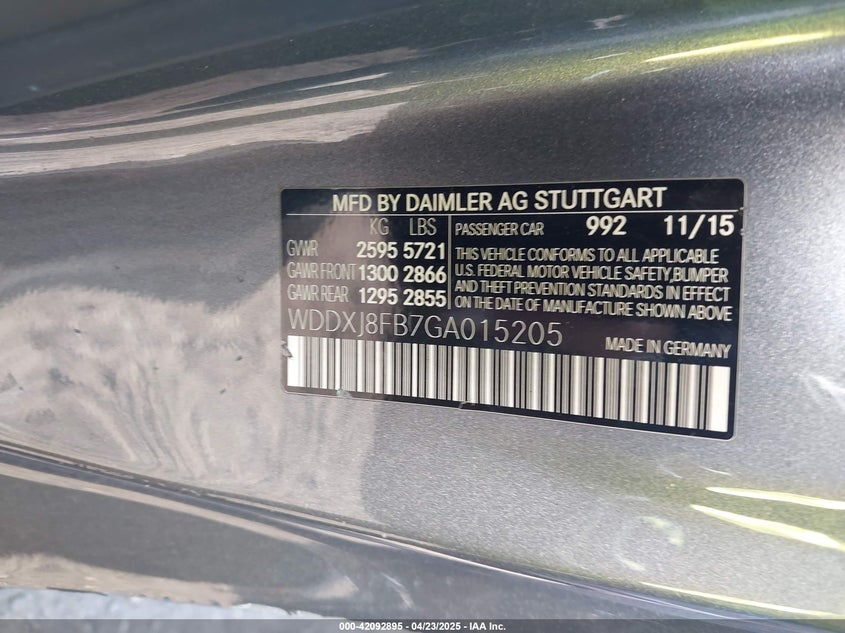 MFD BY DAIMLER AG STUTTGART
KG LBS
GVWR 2595 5721
GAWR FRONT 1300 2866
GAWR REAR 1295 2855
PASSENGER CAR 992 11/15
THIS VEHICLE CONFORMS TO ALL APPLICABLE
U.S. FEDERAL MOTOR VEHICLE SAFETY,BUMPER
AND THEFT PREVENTION STANDARDS IN EFFECT
ON THE DATE OF MANUFACTURE SHOWN ABOVE
WDDXJ8FB7GA015205
MADE IN GERMANY
000-42092895 - 04/23/2025 - IAA Inc.